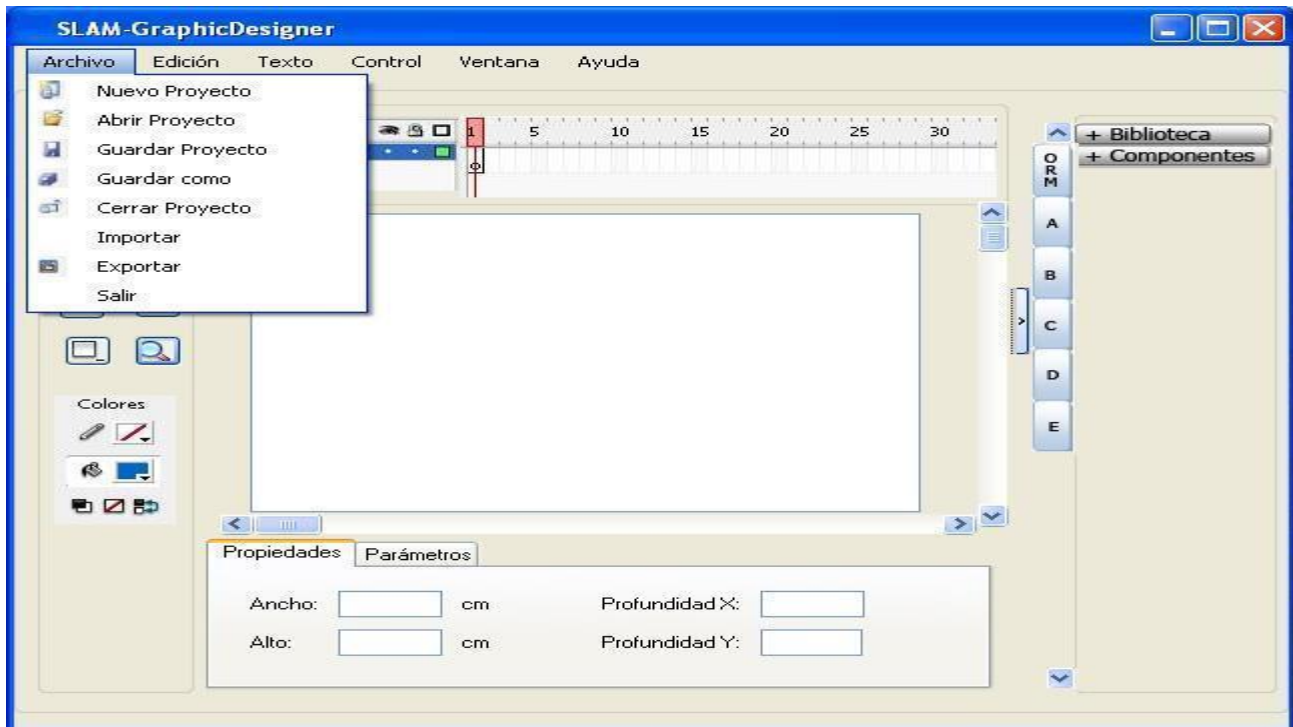 SLAM-GraphicDesigner
Archivo Edición Texto Control Ventana Ayuda
Nuevo Proyecto
Abrir Proyecto
Guardar Proyecto
Guardar como
Cerrar Proyecto
Importar
Exportar
Salir
1 5 10 15 20 25 30
ORM
A
B
C
D
E
+ Biblioteca
+ Componentes
>
Colores
Propiedades Parámetros
Ancho: cm Profundidad X:
Alto: cm Profundidad Y: